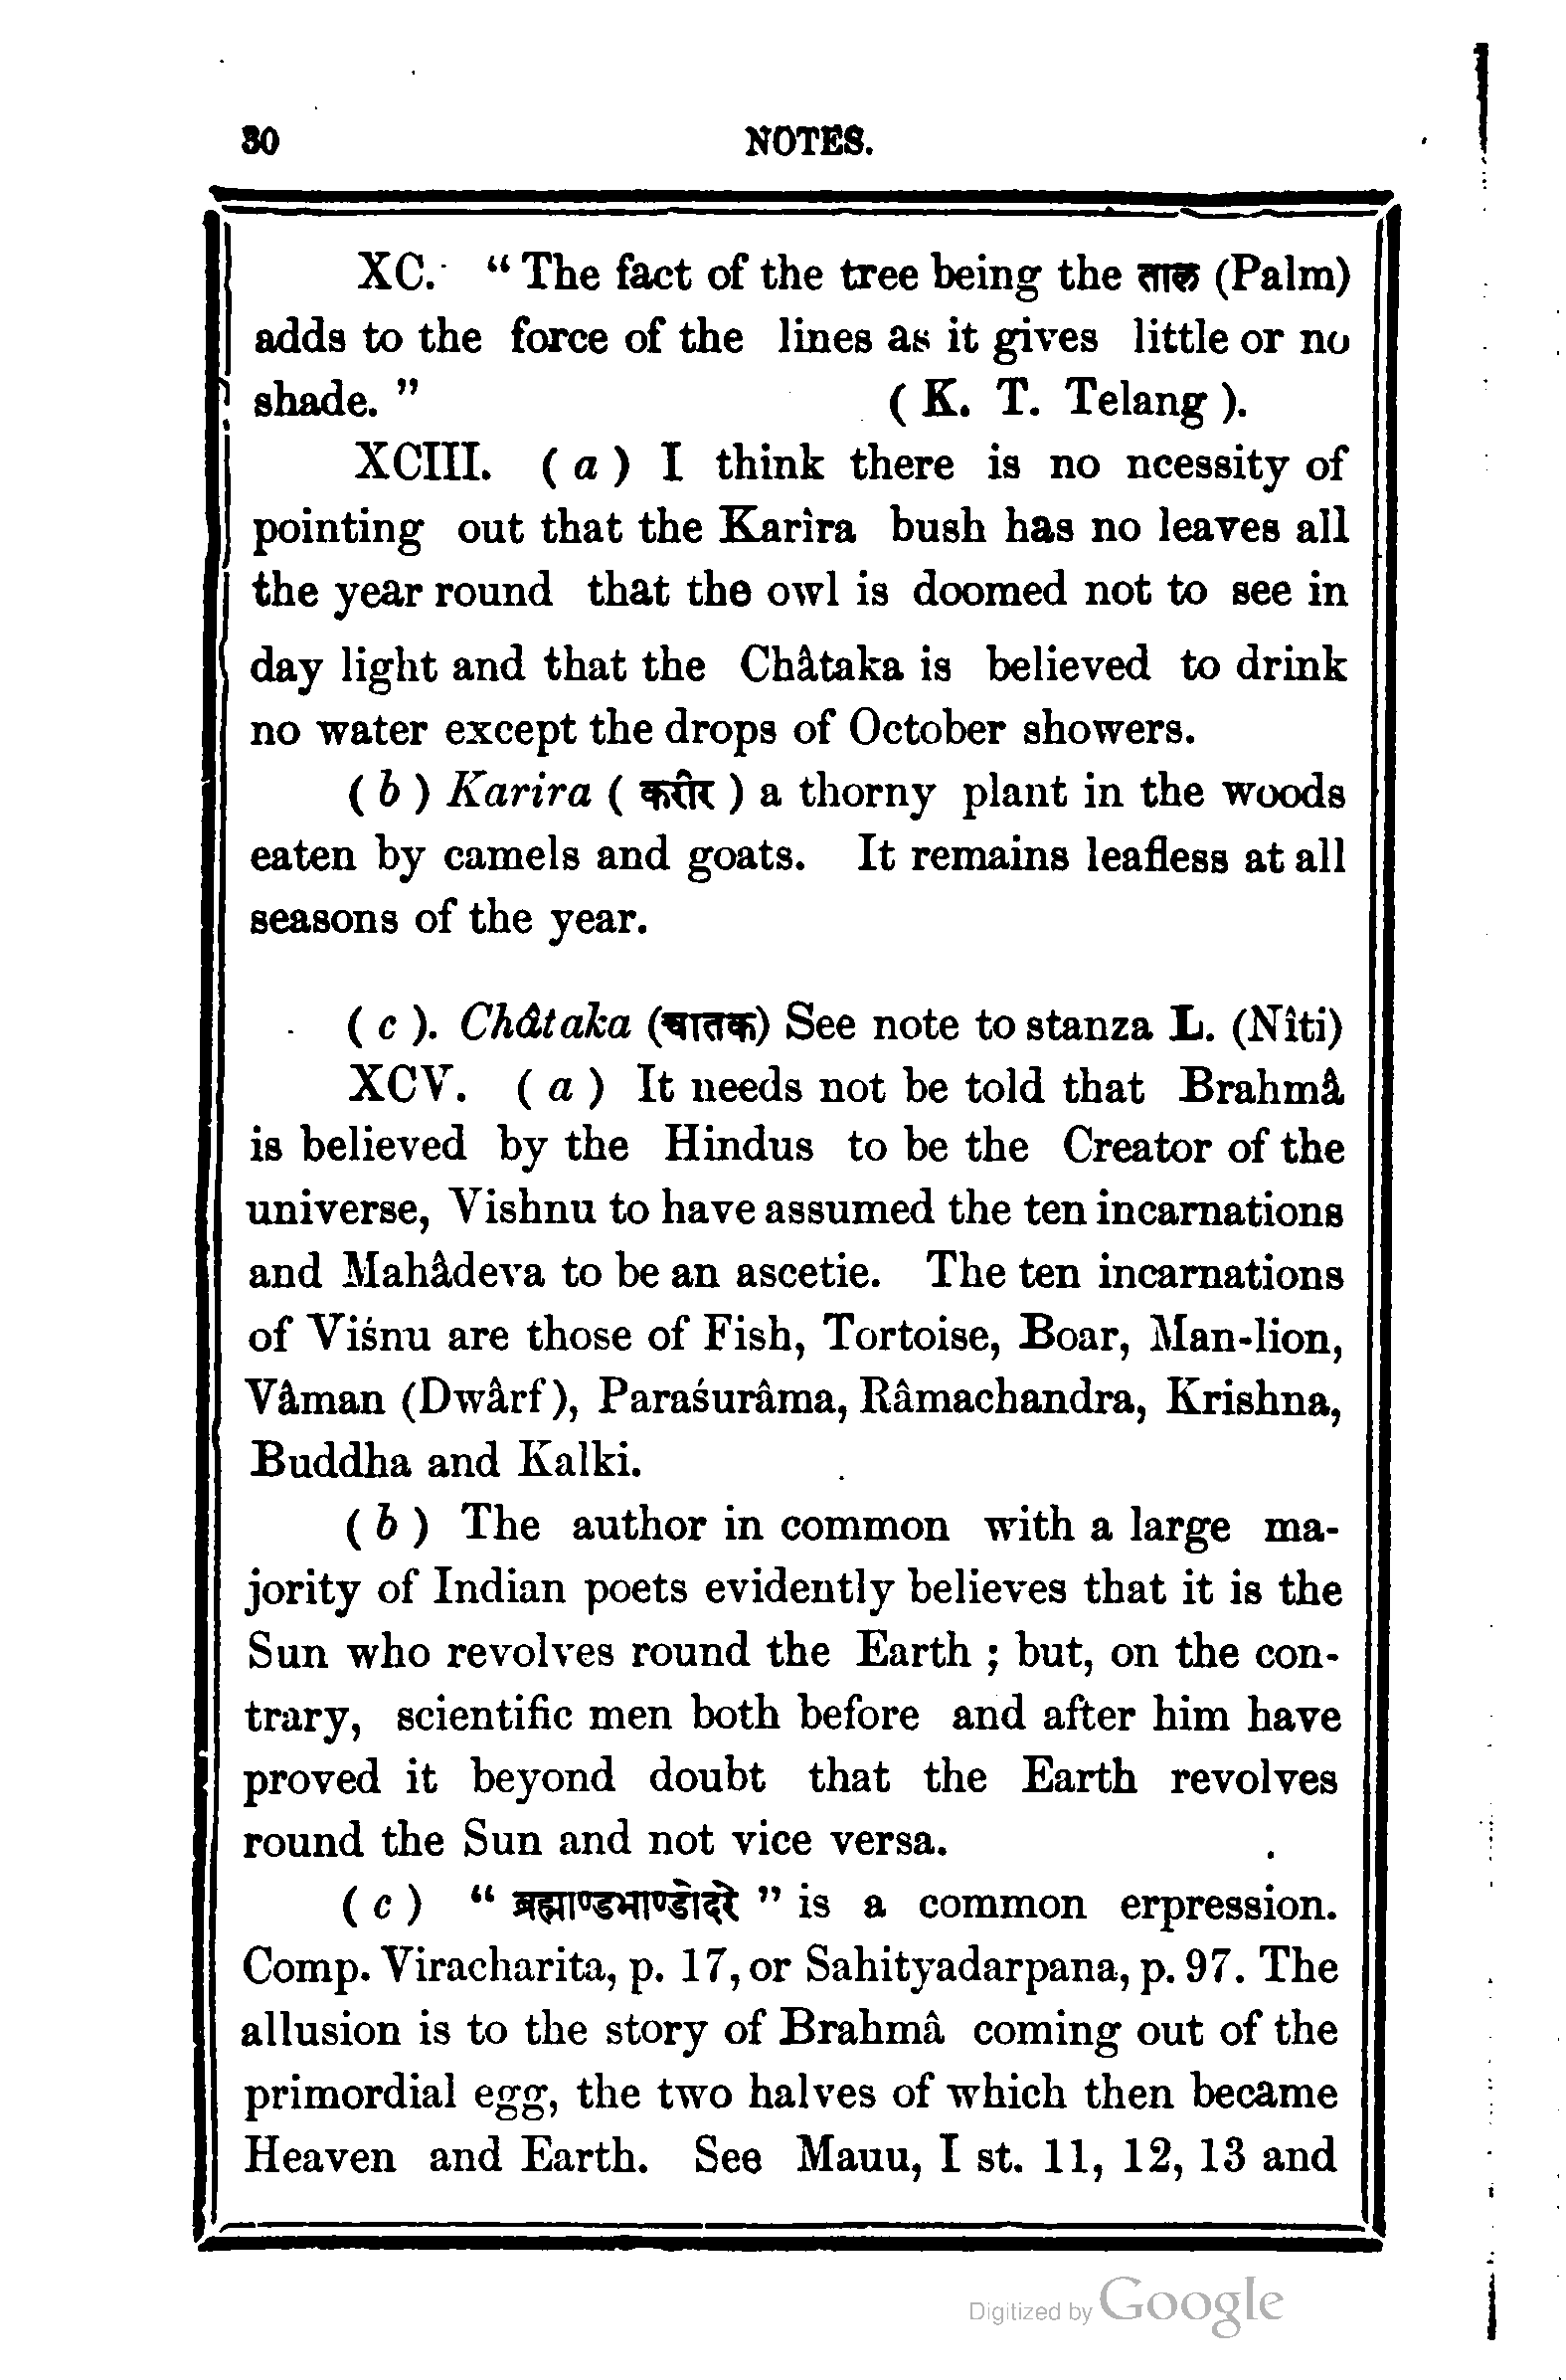 30 NOTES.
XC. “ The fact of the tree being the ताल (Palm)
adds to the force of the lines as it gives little or no
shade. ” ( K. T. Telang ).
XCIII. ( a ) I think there is no ncessity of
pointing out that the Karîra bush has no leaves all
the year round that the owl is doomed not to see in
day light and that the Châtaka is believed to drink
no water except the drops of October showers.
( b ) Karira ( करीर ) a thorny plant in the woods
eaten by camels and goats. It remains leafless at all
seasons of the year.
( c ). Châtaka (चातक) See note to stanza L. (Nîti)
XCV. ( a ) It needs not be told that Brahmâ
is believed by the Hindus to be the Creator of the
universe, Vishnu to have assumed the ten incarnations
and Mahâdeva to be an ascetie. The ten incarnations
of Viśnu are those of Fish, Tortoise, Boar, Man-lion,
Vâman (Dwârf), Paraśurâma, Râmachandra, Krishna,
Buddha and Kalki.
( b ) The author in common with a large ma-
jority of Indian poets evidently believes that it is the
Sun who revolves round the Earth ; but, on the con-
trary, scientific men both before and after him have
proved it beyond doubt that the Earth revolves
round the Sun and not vice versa.
( c ) “ ब्रह्माण्डभाण्डोदरे ” is a common erpression.
Comp. Viracharita, p. 17, or Sahityadarpana, p. 97. The
allusion is to the story of Brahmâ coming out of the
primordial egg, the two halves of which then became
Heaven and Earth. See Mauu, I st. 11, 12, 13 and
Digitized by Google